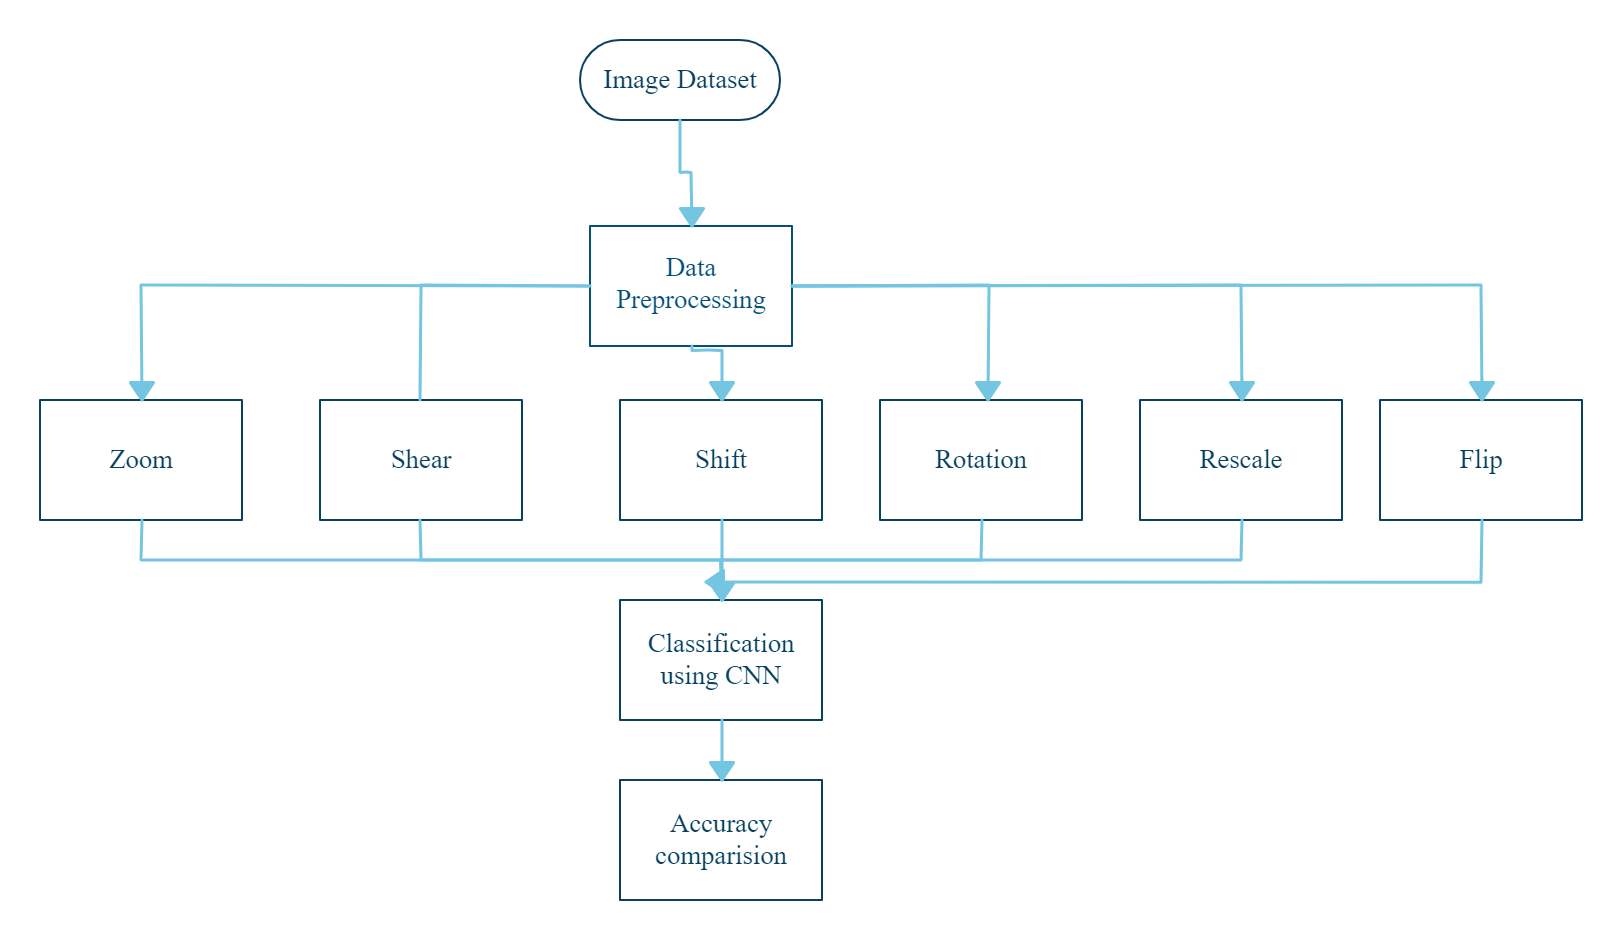 Image Dataset
Data
Preprocessing
Zoom
Shear
Shift
Rotation
Rescale
Flip
Classification
using CNN
Accuracy
comparision